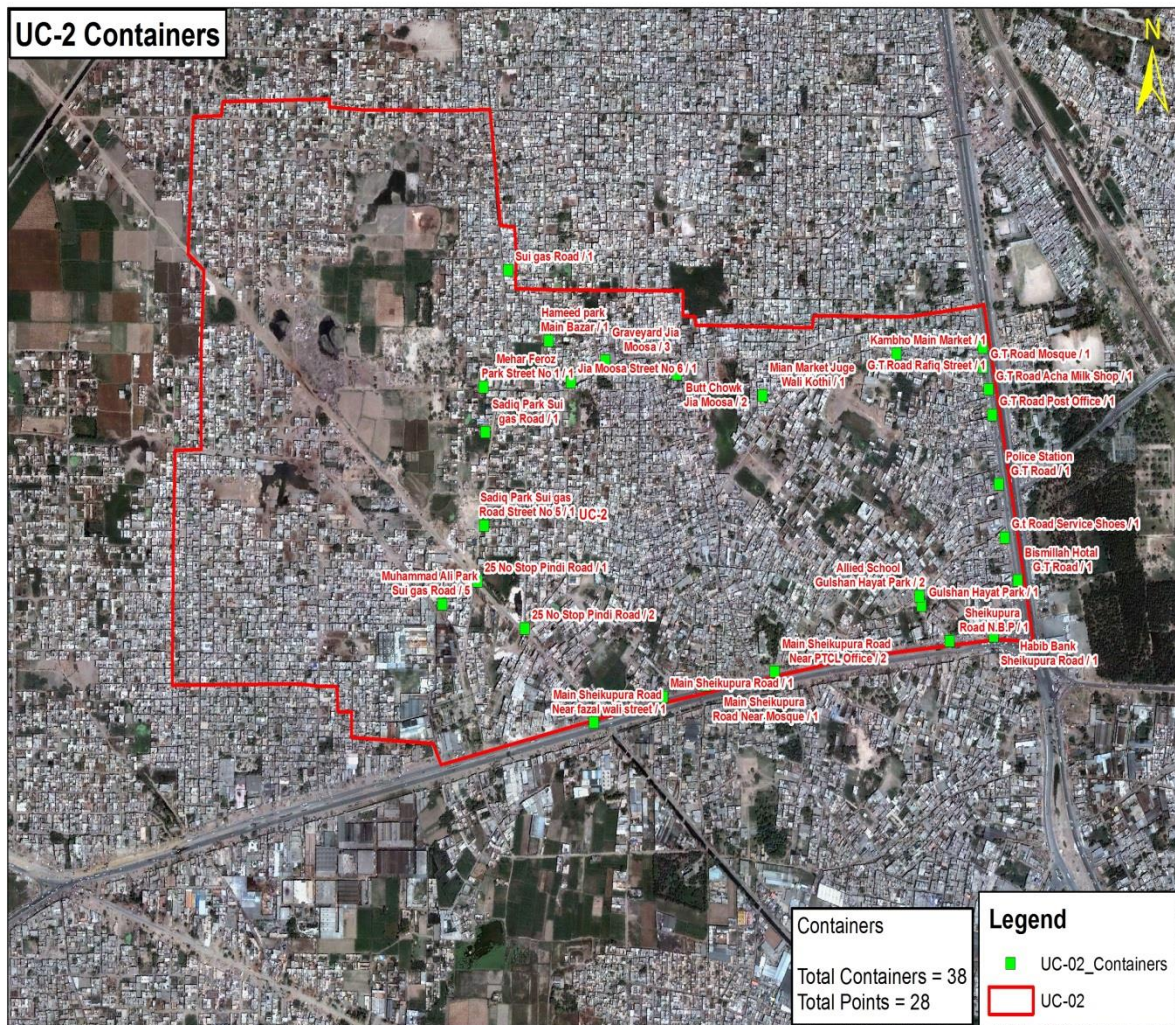 UC-2 Containers
N
Sui gas Road / 1
Hameed park
Main Bazar / 1
Graveyard Jia
Moosa / 3
Kambho Main Market / 1
G.T Road Mosque / 1
Mehar Feroz
Park Street No 1 / 1
Jia Moosa Street No 6 / 1
Mian Market Juge
Wali Kothi / 1
G.T Road Rafiq Street / 1
G.T Road Acha Milk Shop / 1
Butt Chowk
Jia Moosa / 2
G.T Road Post Office / 1
Sadiq Park Sui
gas Road / 1
Police Station
G.T Road / 1
Sadiq Park Sui gas
Road Street No 5 / 1
UC-2
G.t Road Service Shoes / 1
Bismillah Hotal
G.T Road / 1
25 No Stop Pindi Road / 1
Muhammad Ali Park
Sui gas Road / 5
Allied School
Gulshan Hayat Park / 2
Gulshan Hayat Park / 1
25 No Stop Pindi Road / 2
Sheikupura
Road N.B.P / 1
Main Sheikupura Road
Near PTCL Office / 2
Habib Bank
Sheikupura Road / 1
Main Sheikupura Road / 1
Main Sheikupura Road
Near fazal wali street / 1
Main Sheikupura
Road Near Mosque / 1
Containers
Total Containers = 38
Total Points = 28
Legend
UC-02_Containers
UC-02